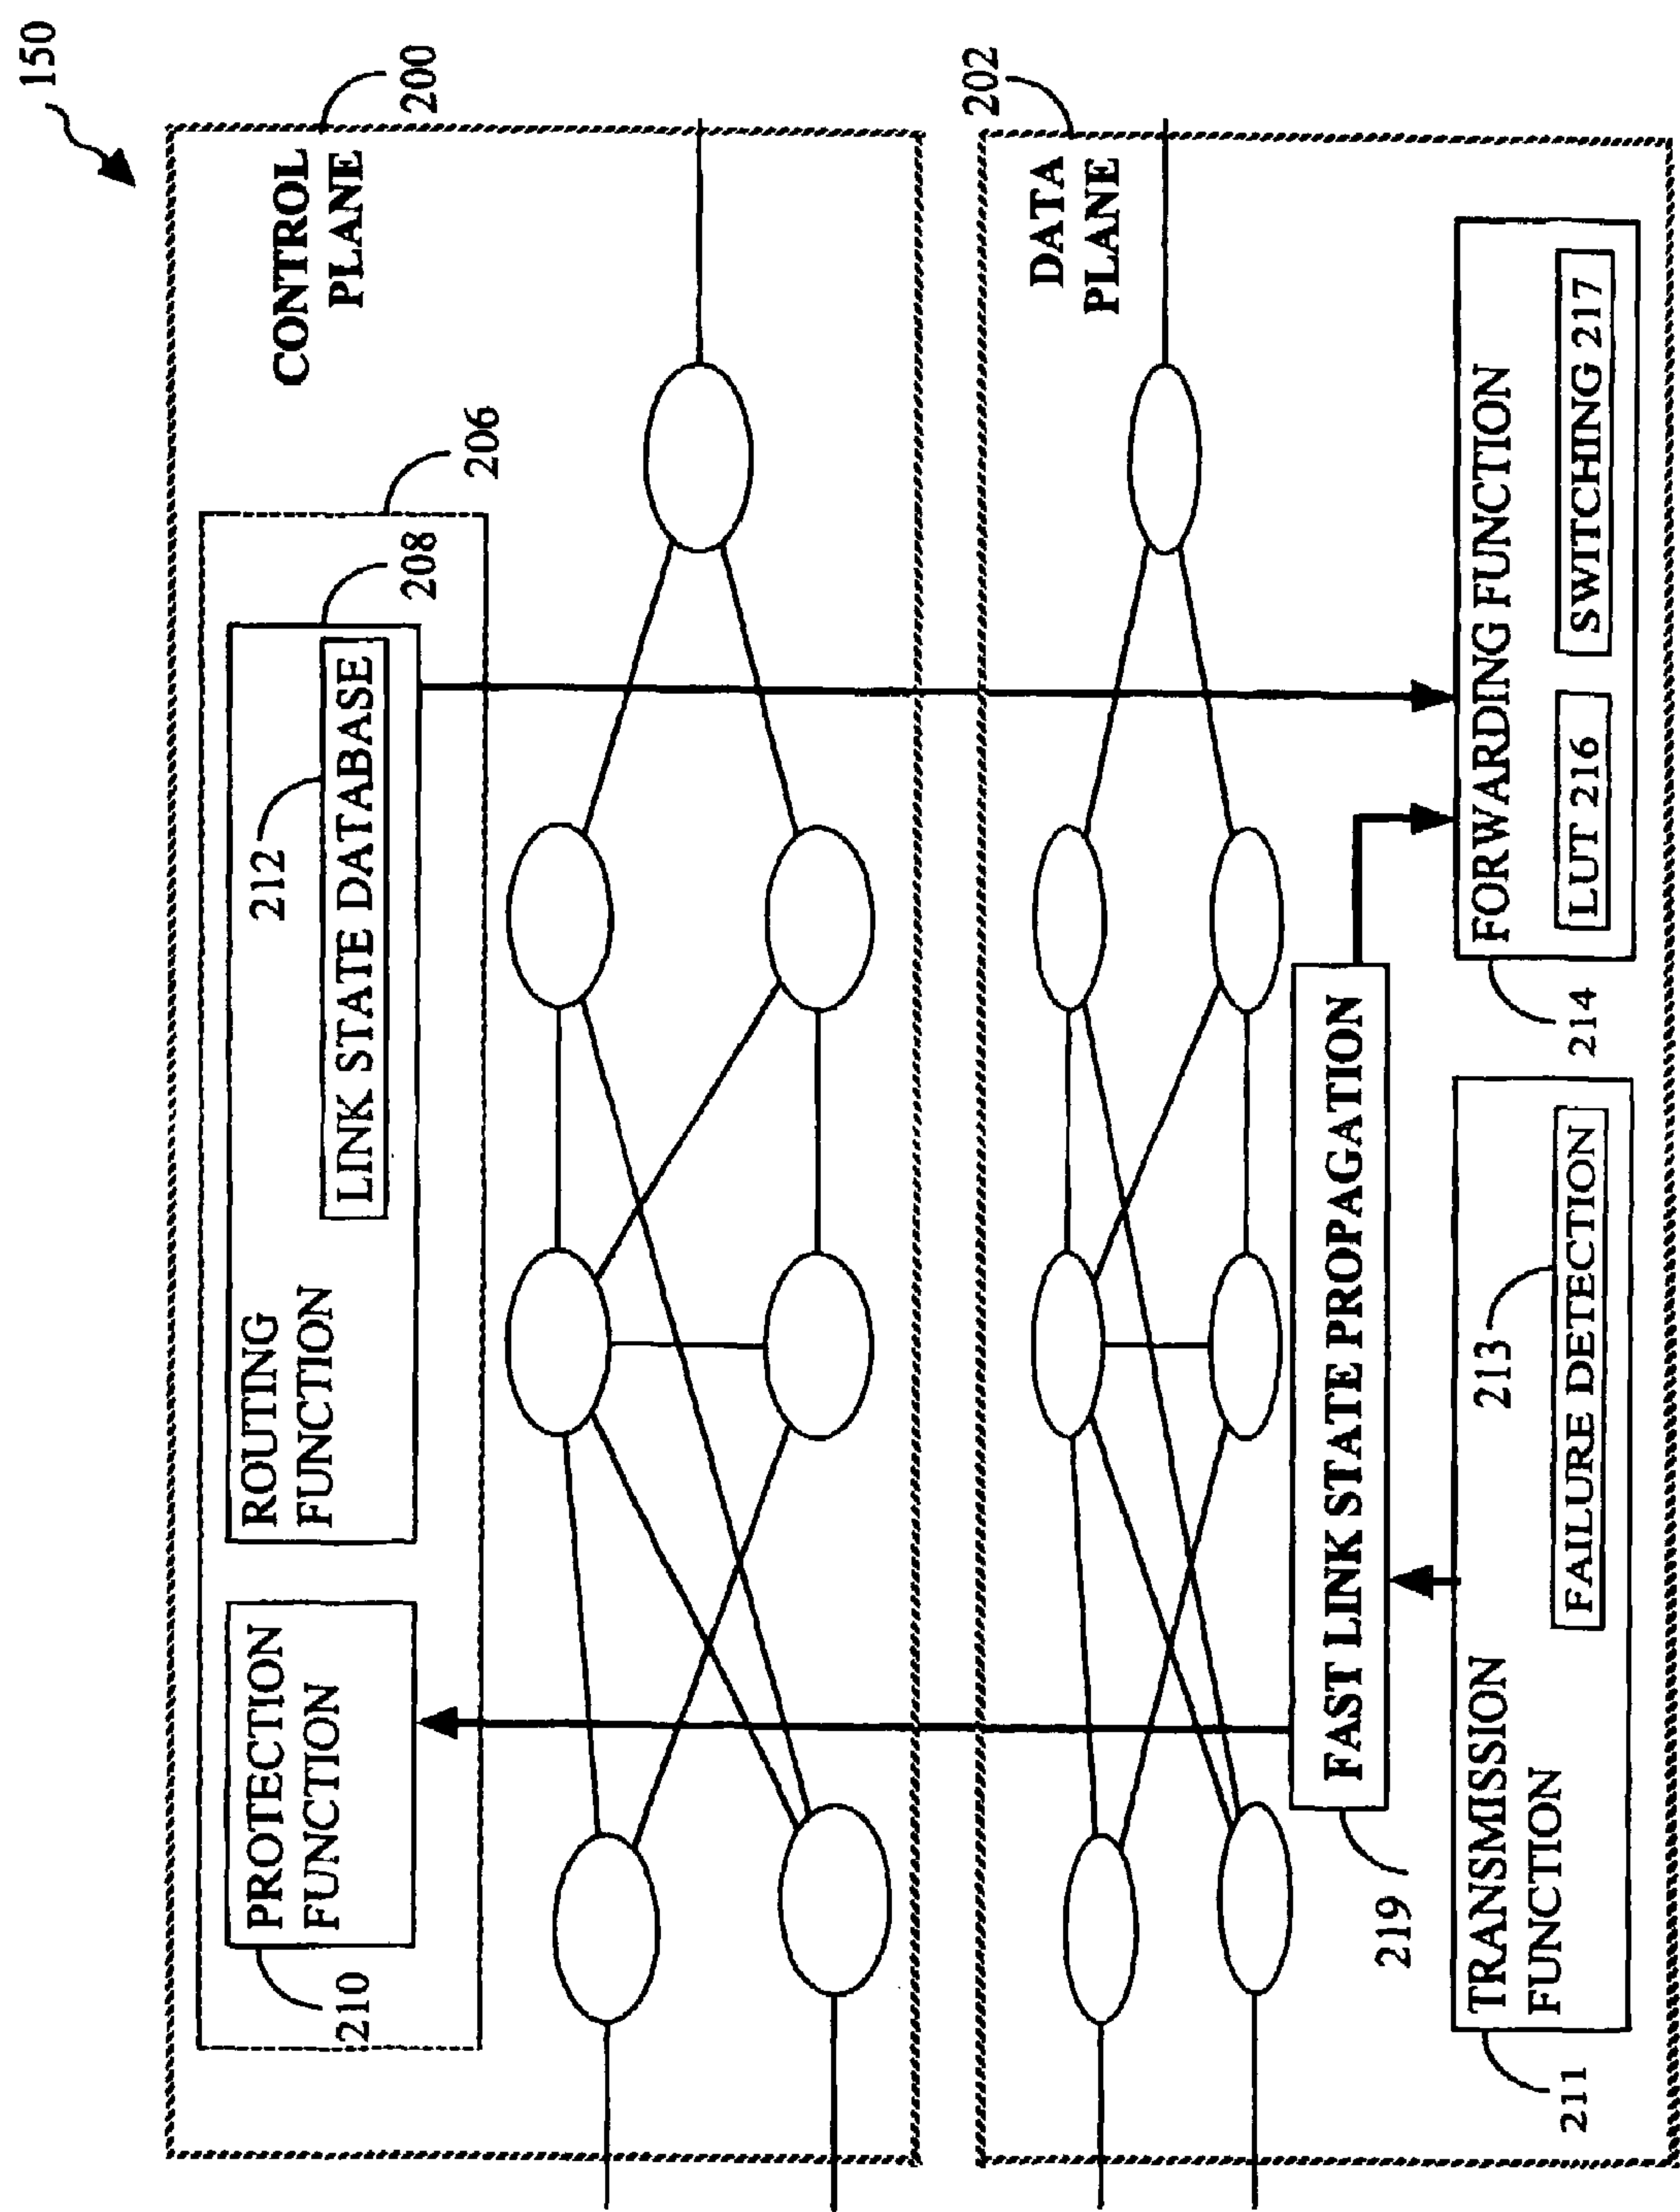 150
200
CONTROL
PLANE
206
208
212
LINK STATE DATABASE
ROUTING
FUNCTION
PROTECTION
FUNCTION
210
202
DATA
PLANE
FAST LINK STATE PROPAGATION
219
FORWARDING FUNCTION
LUT 216
SWITCHING 217
214
213
FAILURE DETECTION
TRANSMISSION
FUNCTION
211